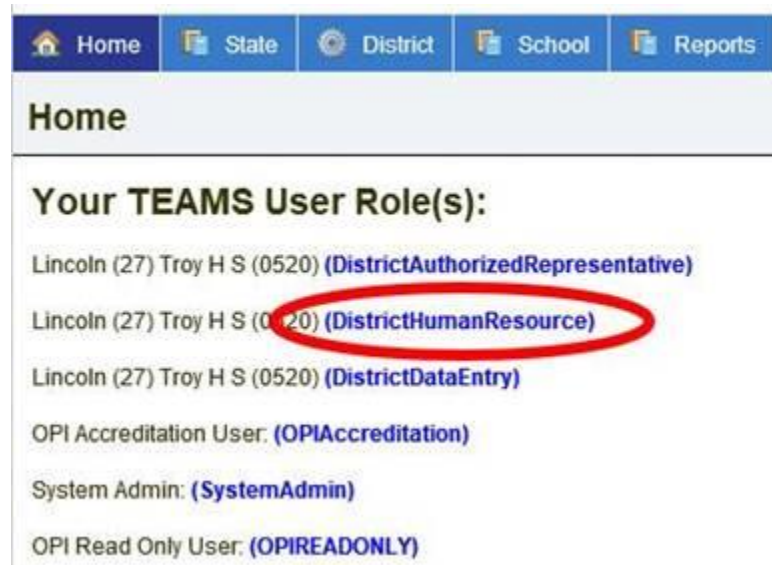 Home State District School Reports
Home
Your TEAMS User Role(s):
Lincoln (27) Troy H S (0520) (DistrictAuthorizedRepresentative)
Lincoln (27) Troy H S (0520) (DistrictHumanResource)
Lincoln (27) Troy H S (0520) (DistrictDataEntry)
OPI Accreditation User: (OPIAccreditation)
System Admin: (SystemAdmin)
OPI Read Only User: (OPIREADONLY)